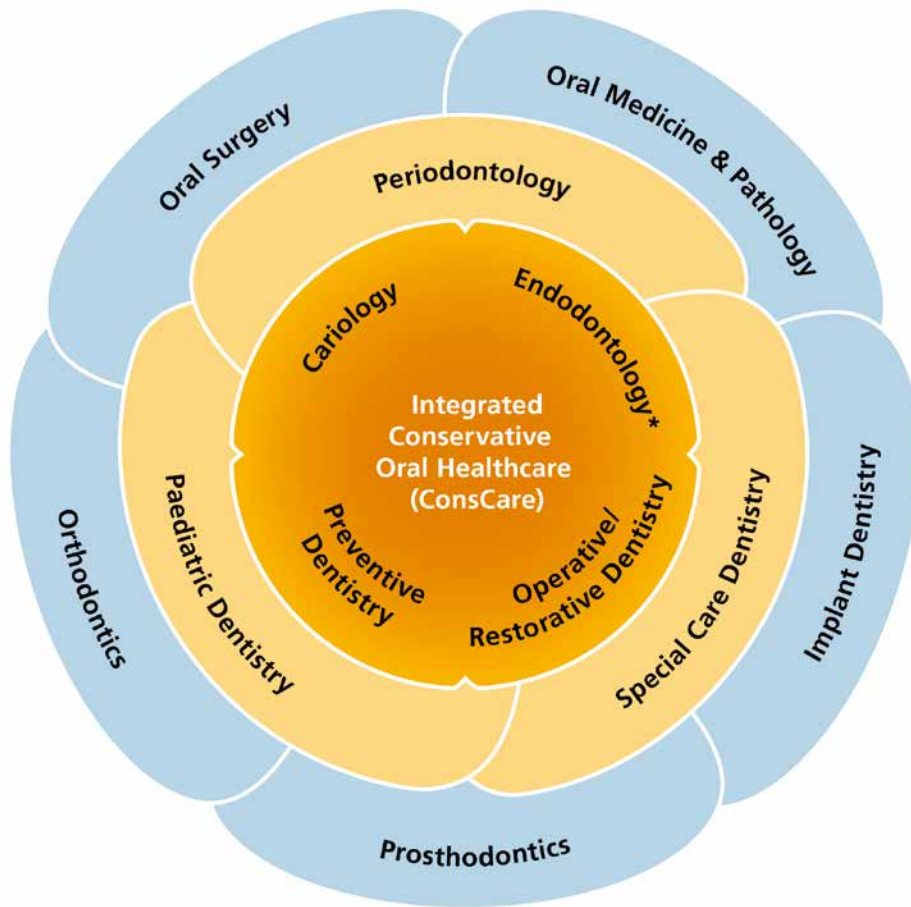 Oral Surgery
Oral Medicine & Pathology
Periodontology
Cariology
Endodontology*
Integrated
Conservative
Oral Healthcare
(ConsCare)
Preventive
Dentistry
Operative/
Restorative Dentistry
Paediatric Dentistry
Special Care Dentistry
Orthodontics
Implant Dentistry
Prosthodontics